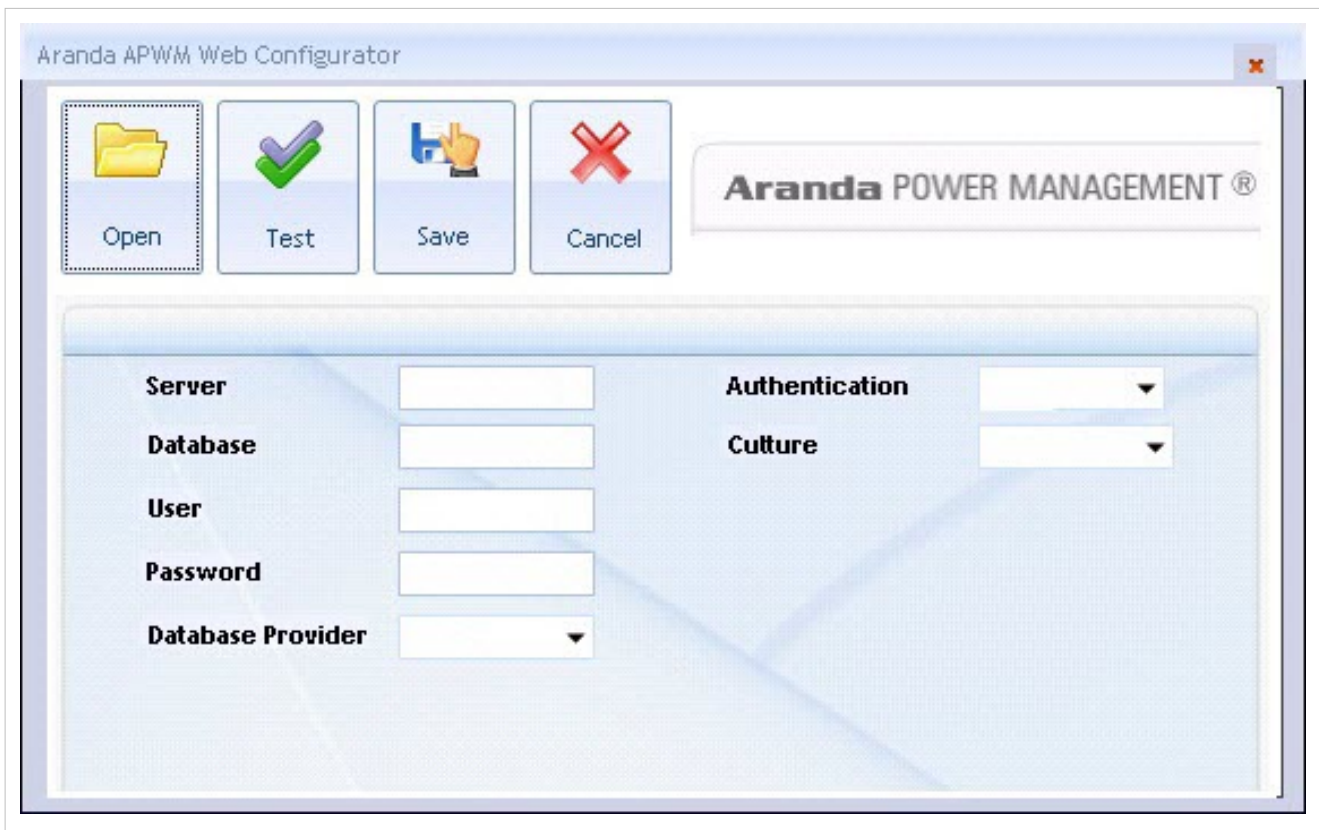 Aranda APWM Web Configurator
Open Test Save Cancel
Aranda POWER MANAGEMENT ®
Server
Authentication
Database
Culture
User
Password
Database Provider